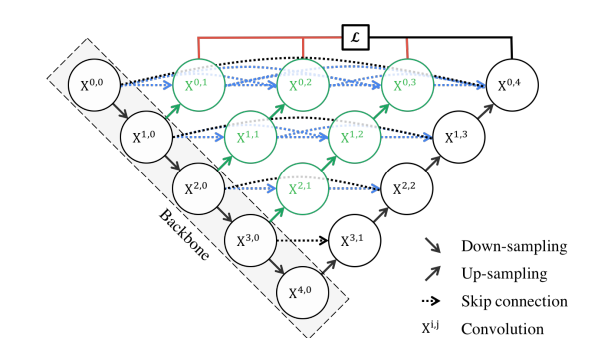 ℒ
X^0,0
X^0,1
X^0,2
X^0,3
X^0,4
X^1,0
X^1,1
X^1,2
X^1,3
X^2,0
X^2,1
X^2,2
X^3,0
X^3,1
X^4,0
Backbone
Down-sampling
Up-sampling
Skip connection
X^i,j Convolution